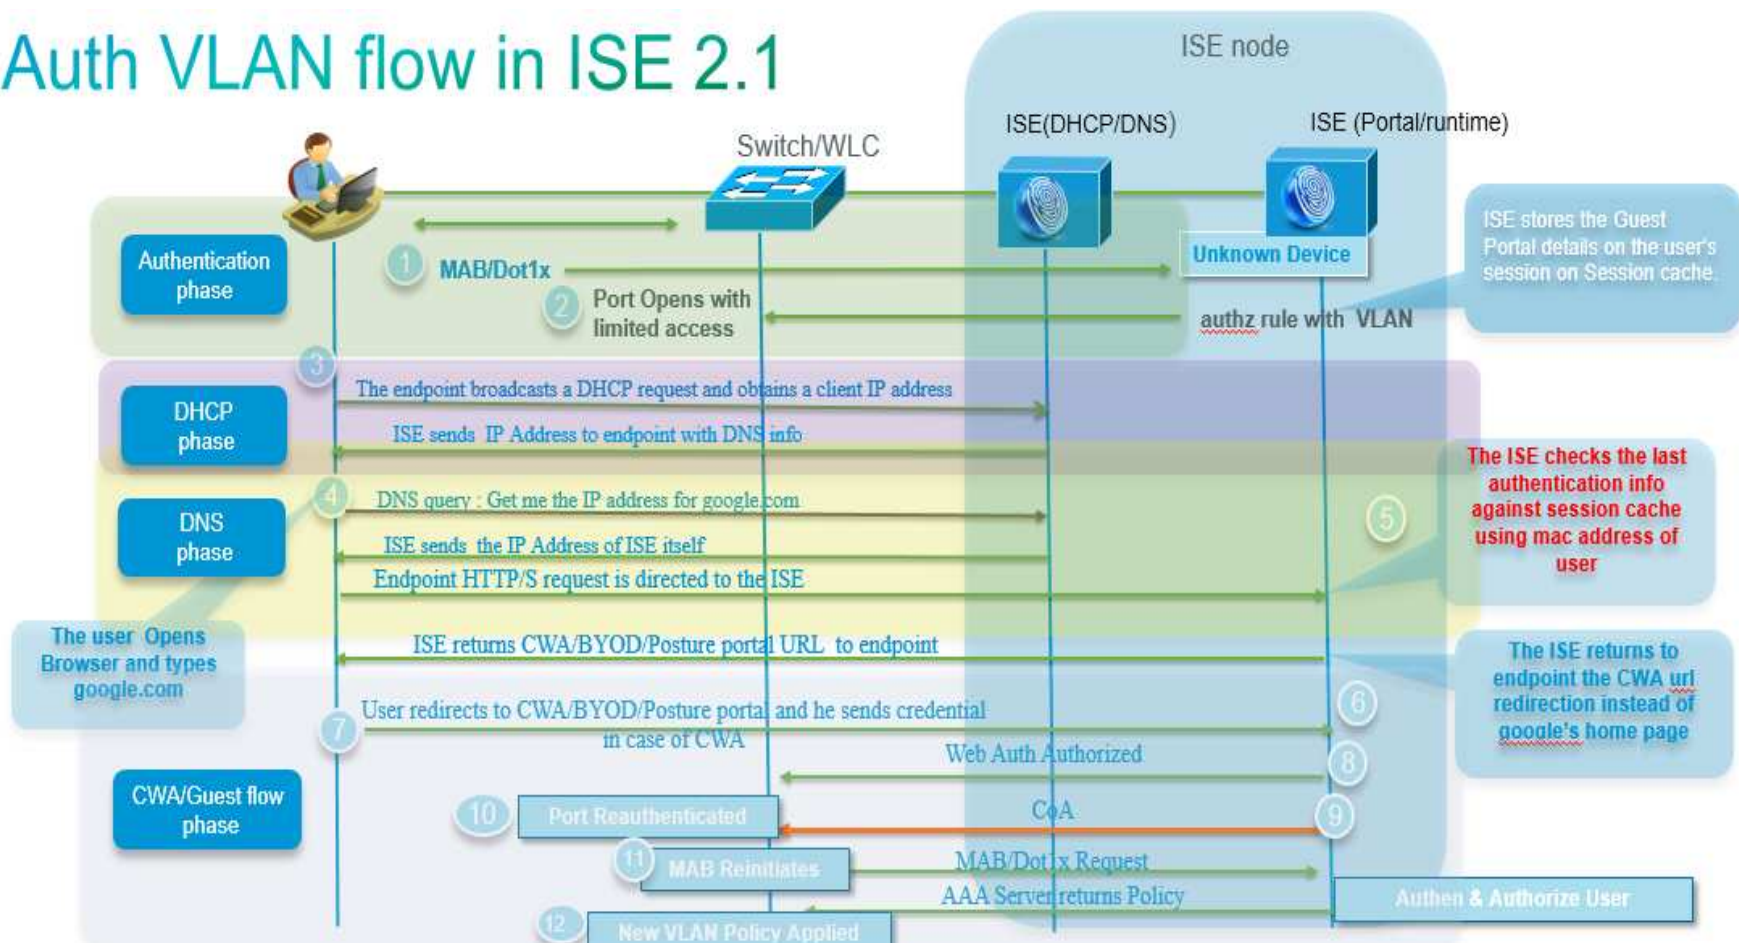 Auth VLAN flow in ISE 2.1
ISE node
ISE(DHCP/DNS)
ISE (Portal/runtime)
Switch/WLC
ISE stores the Guest
Portal details on the user's
session on Session cache.
Authentication
phase
1
MAB/Dot1x
Unknown Device
2
Port Opens with
limited access
authz rule with VLAN
3
DHCP
phase
The endpoint broadcasts a DHCP request and obtains a client IP address
ISE sends IP Address to endpoint with DNS info
DNS
phase
4
DNS query : Get me the IP address for google.com
ISE sends the IP Address of ISE itself
Endpoint HTTP/S request is directed to the ISE
5
The ISE checks the last
authentication info
against session cache
using mac address of
user
The user Opens
Browser and types
google.com
ISE returns CWA/BYOD/Posture portal URL to endpoint
The ISE returns to
endpoint the CWA url
redirection instead of
google's home page
6
7
User redirects to CWA/BYOD/Posture portal and he sends credential
in case of CWA
Web Auth Authorized
8
CWA/Guest flow
phase
10
Port Reauthenticated
CoA
9
11
MAB Reinitiates
MAB/Dot1x Request
AAA Server returns Policy
Authen & Authorize User
12
New VLAN Policy Applied